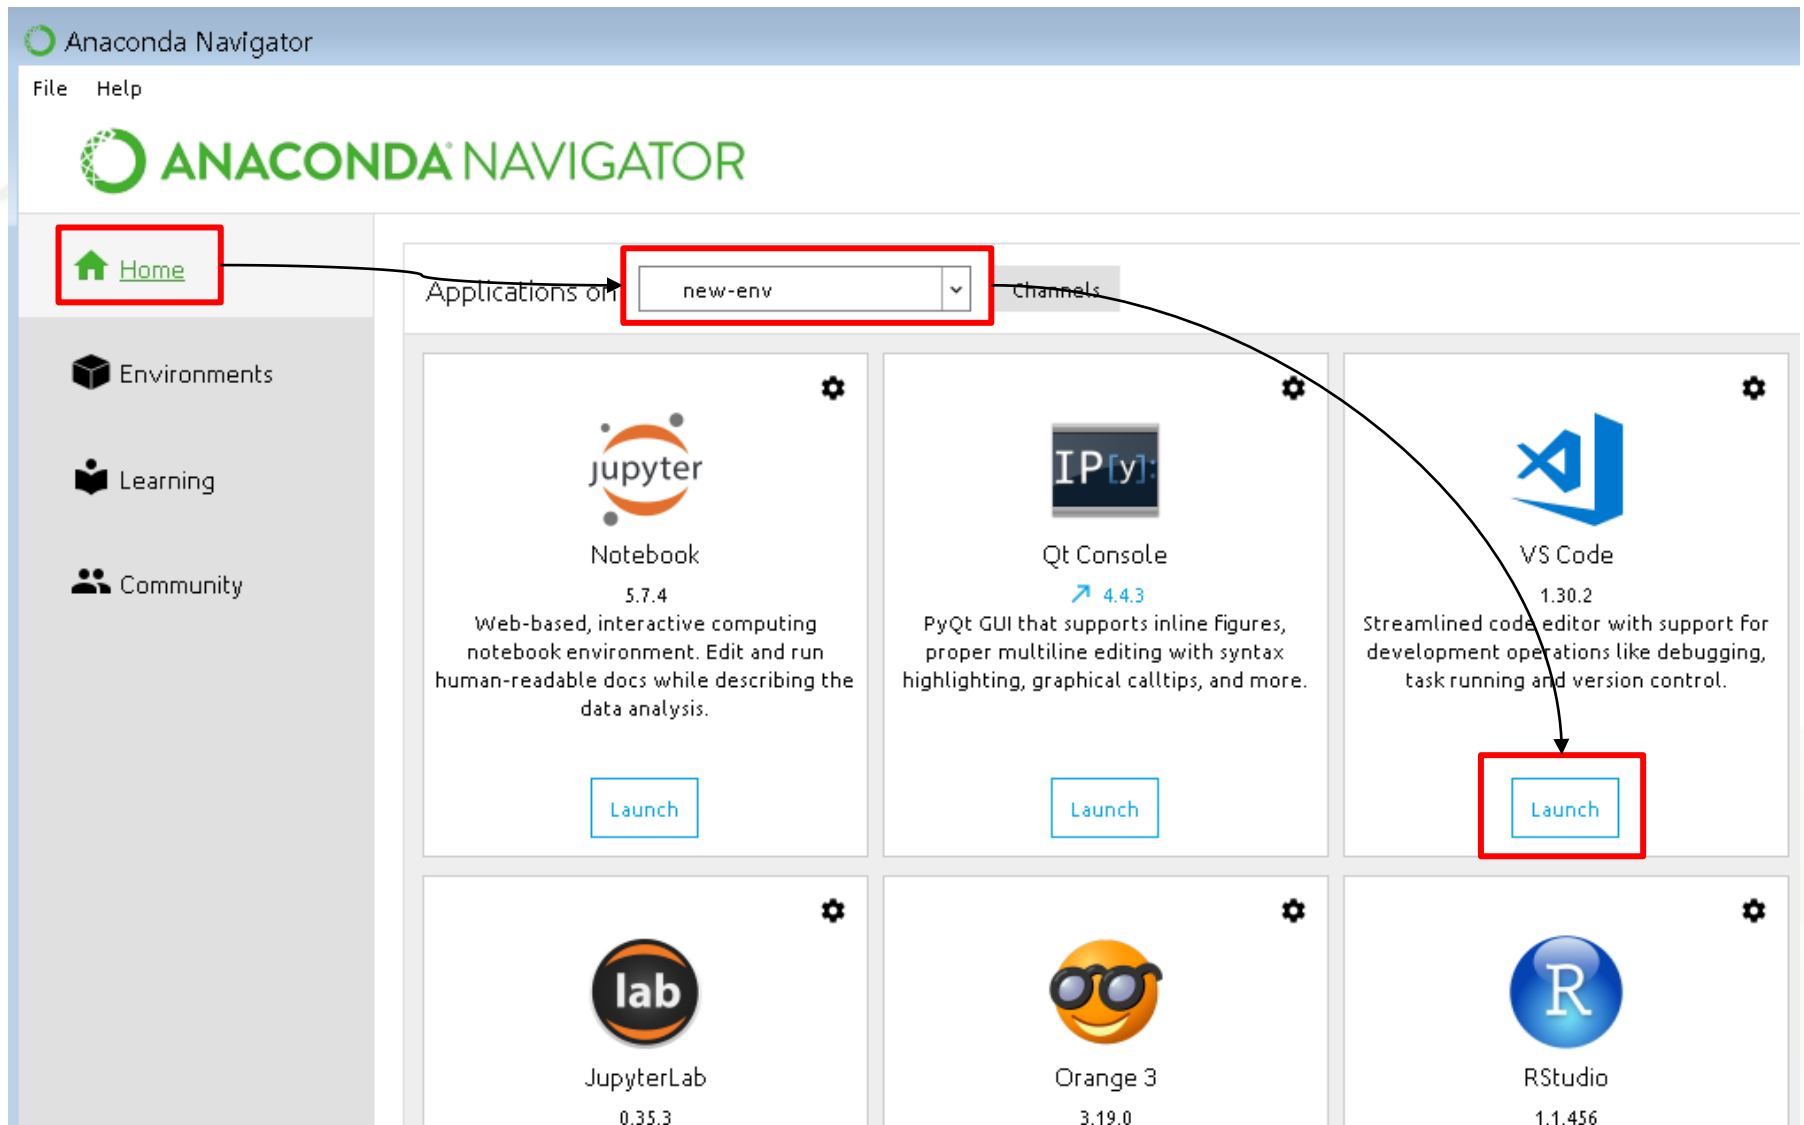 Anaconda Navigator
File Help
ANACONDA NAVIGATOR
Home
Environments
Learning
Community
Applications on new-env Channels
jupyter
Notebook
5.7.4
Web-based, interactive computing
notebook environment. Edit and run
human-readable docs while describing the
data analysis.
Launch
IP[y]:
Qt Console
4.4.3
PyQt GUI that supports inline figures,
proper multiline editing with syntax
highlighting, graphical calltips, and more.
Launch
VS Code
1.30.2
Streamlined code editor with support for
development operations like debugging,
task running and version control.
Launch
lab
JupyterLab
0.35.3
Orange 3
3.19.0
R
RStudio
1.1.456